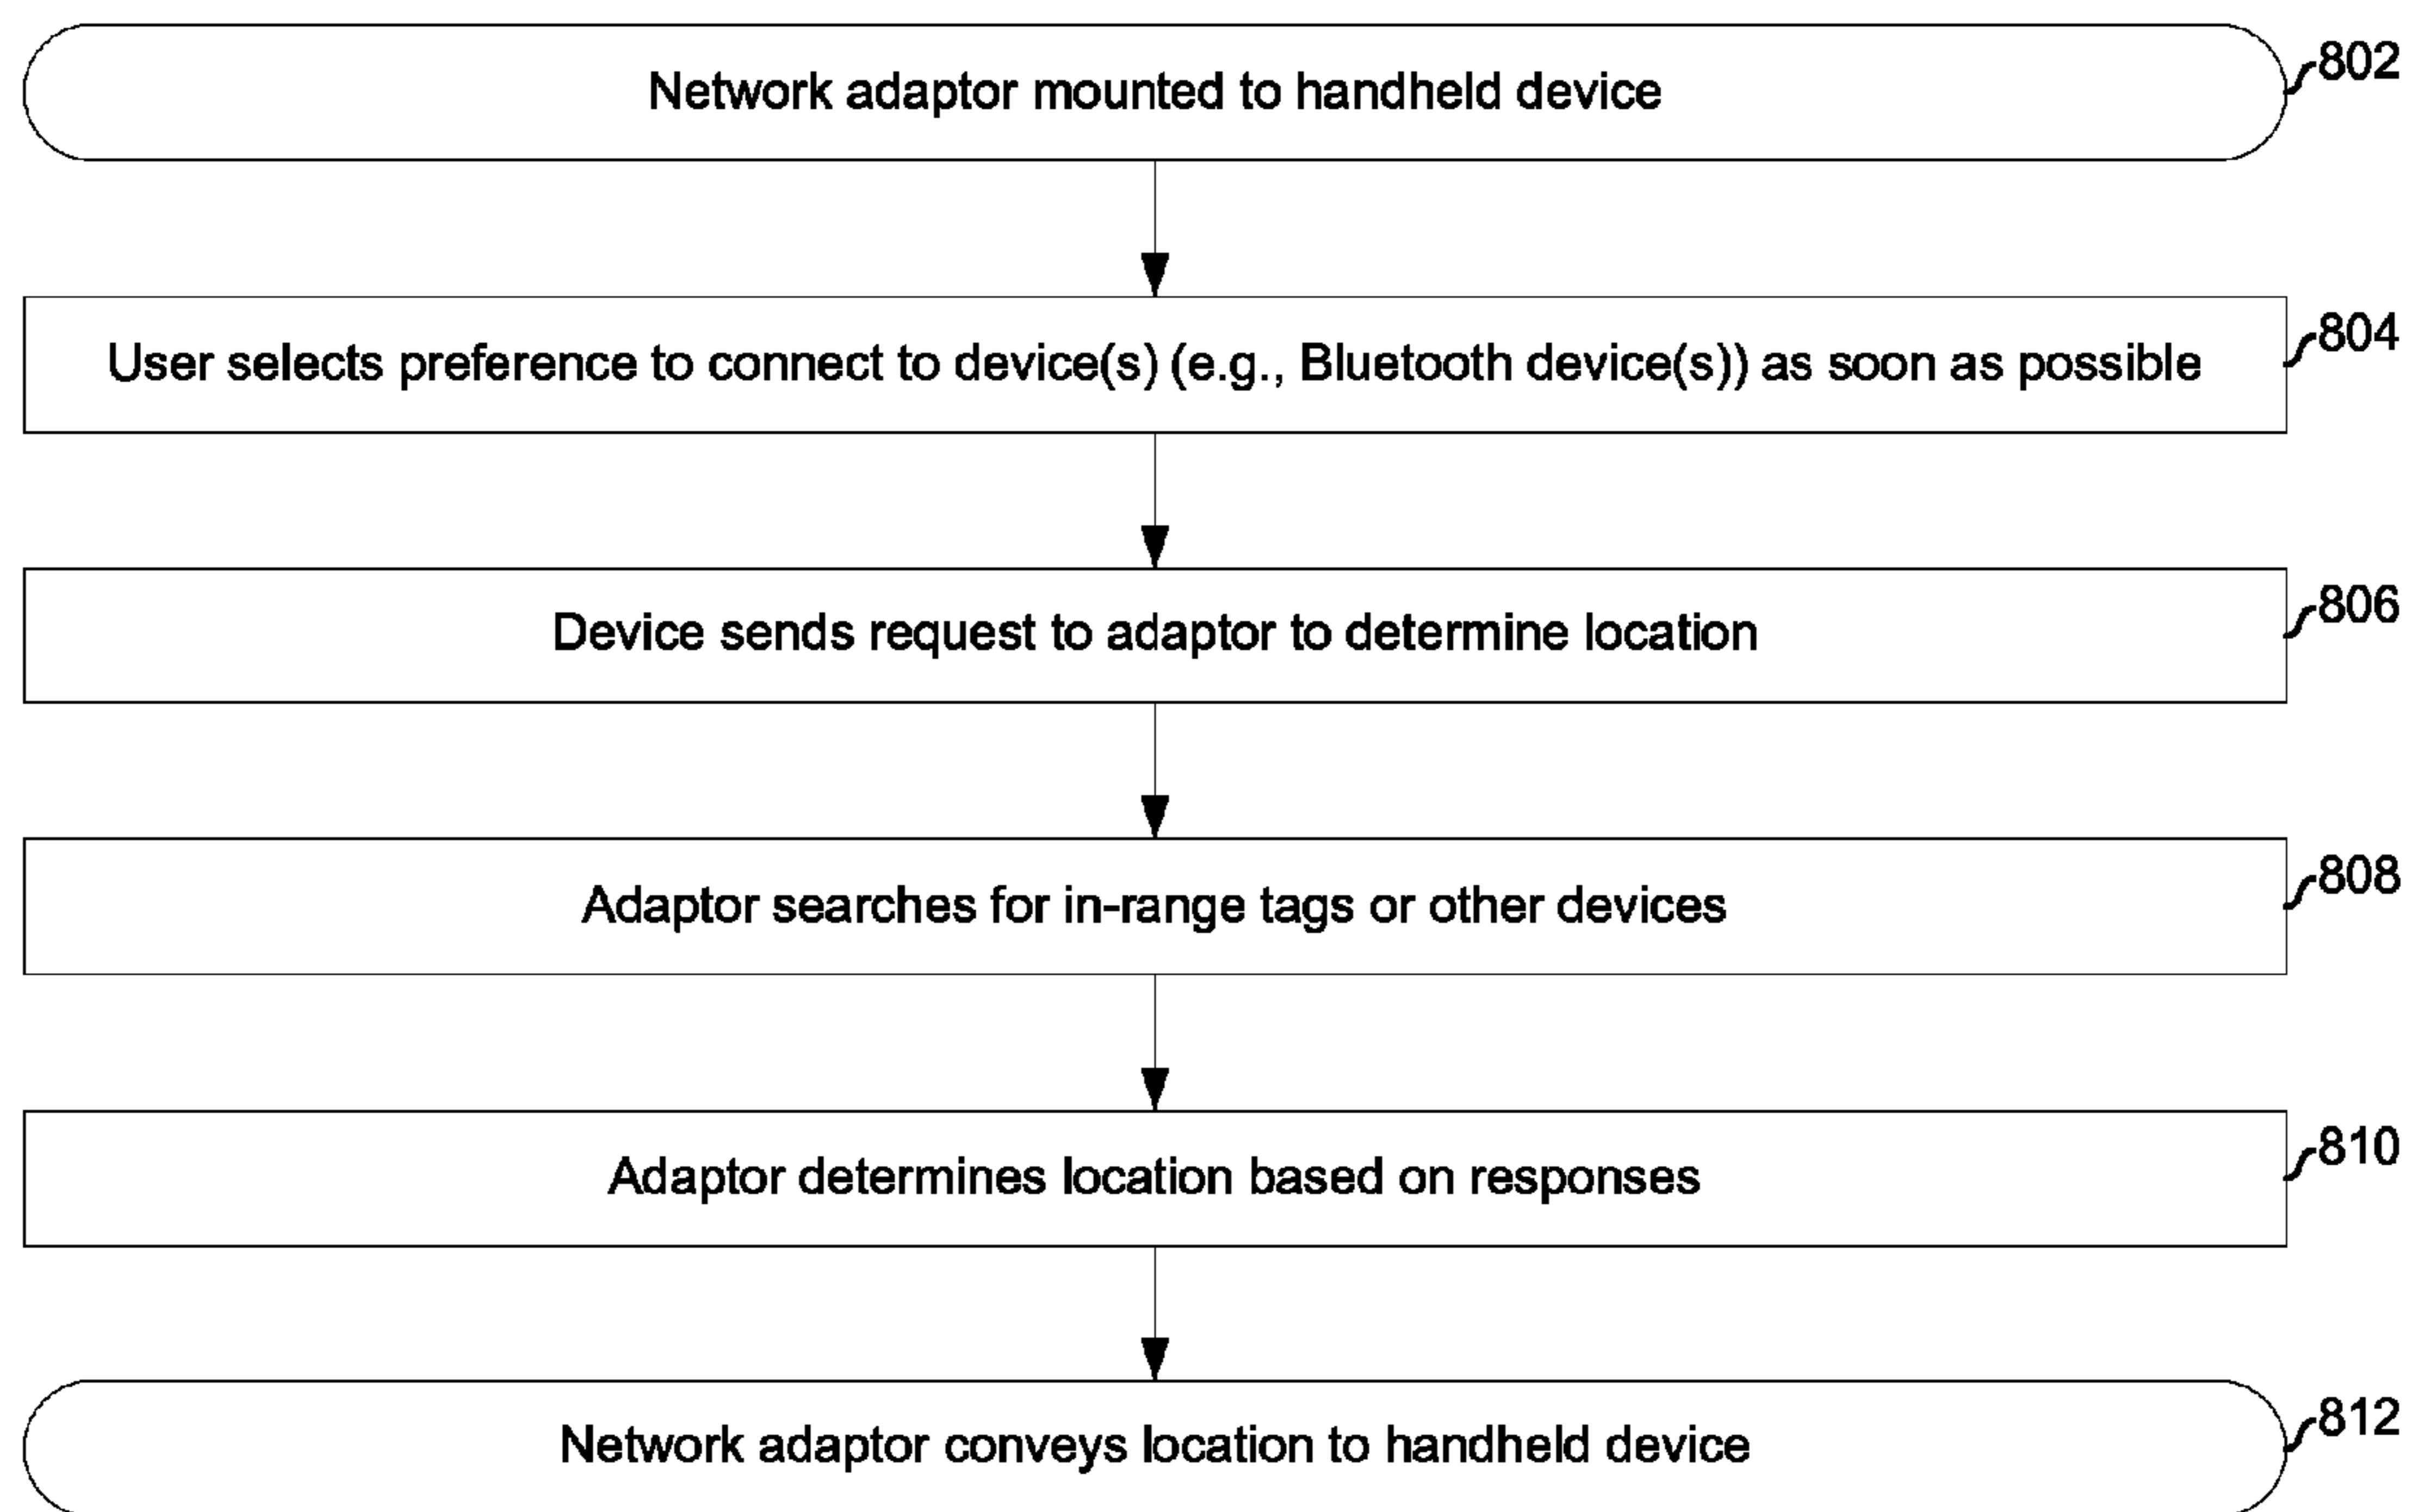 Network adaptor mounted to handheld device
802
User selects preference to connect to device(s) (e.g., Bluetooth device(s)) as soon as possible
804
Device sends request to adaptor to determine location
806
Adaptor searches for in-range tags or other devices
808
Adaptor determines location based on responses
810
Network adaptor conveys location to handheld device
812